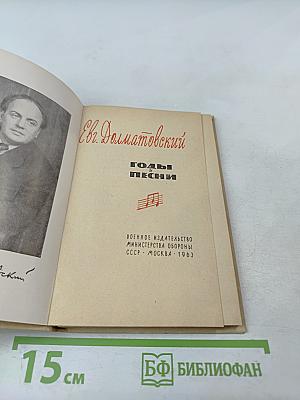 Евг. Долматовский
ГОДЫ
И
ПЕСНИ
ВОЕННОЕ ИЗДАТЕЛЬСТВО
МИНИСТЕРСТВА ОБОРОНЫ
СССР · МОСКВА · 1963
15 см
БФ БИБЛИОФАН